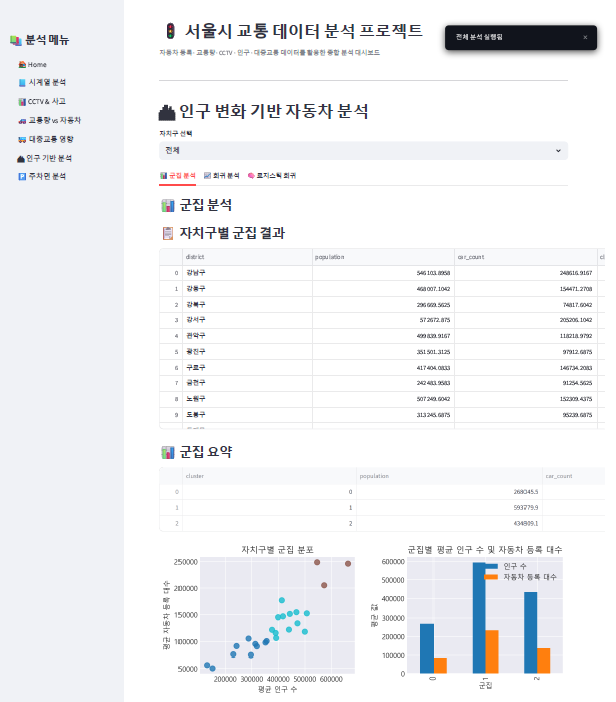 분석 메뉴
Home
시계열 분석
CCTV & 사고
교통량 vs 자동차
대중교통 영향
인구 기반 분석
주차면 분석
서울시 교통 데이터 분석 프로젝트
자동차 등록 · 교통량 · CCTV · 인구 · 대중교통 데이터를 활용한 종합 분석 대시보드
전체 분석 실행됨
인구 변화 기반 자동차 분석
자치구 선택
전체
군집 분석 회귀 분석 로지스틱 회귀
군집 분석
자치구별 군집 결과
district population car_count cl
0 강남구 546103.8958 248616.9167
1 강동구 468007.1042 154471.2708
2 강북구 296669.5625 74817.6042
3 강서구 572672.875 205206.1042
4 관악구 499839.9167 118218.9792
5 광진구 351501.3125 97912.6875
6 구로구 417404.0833 146734.2083
7 금천구 242483.9583 91254.5625
8 노원구 507249.6042 152309.4375
9 도봉구 313245.6875 95239.6875
군집 요약
cluster population car_count
0 0 268045.5
1 1 593779.9
2 2 434809.1
자치구별 군집 분포
250000
200000
150000
100000
50000
평균 자동차 등록 대수
200000 300000 400000 500000 600000
평균 인구 수
군집별 평균 인구 수 및 자동차 등록 대수
인구 수
자동차 등록 대수
600000
500000
400000
300000
200000
100000
0
평균 값
0 1 2
군집